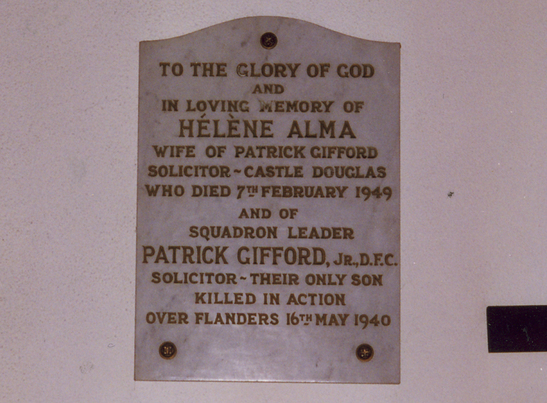 TO THE GLORY OF GOD
AND
IN LOVING MEMORY OF
HÉLÈNE ALMA
WIFE OF PATRICK GIFFORD
SOLICITOR~CASTLE DOUGLAS
WHO DIED 7TH FEBRUARY 1949
AND OF
SQUADRON LEADER
PATRICK GIFFORD, JR., D.F.C.
SOLICITOR~THEIR ONLY SON
KILLED IN ACTION
OVER FLANDERS 16TH MAY 1940